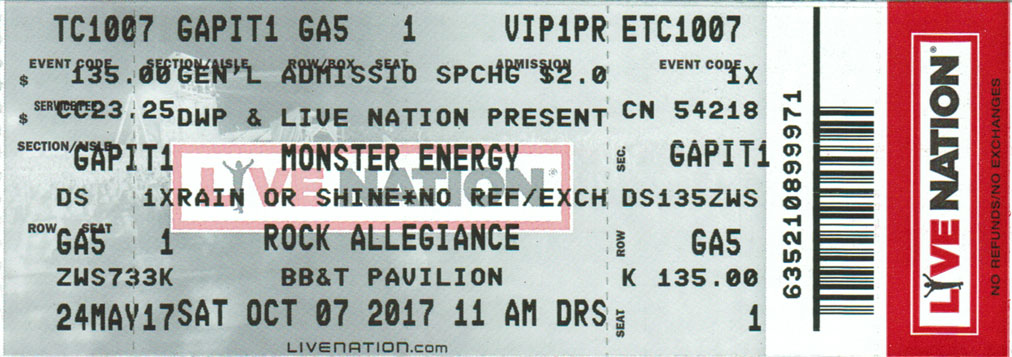 TC1007 GAPIT1 GA5 1 VIP1PR ETC1007
EVENT CODE SECTION/AISLE ROW/BOX SEAT ADMISSION EVENT CODE
$ 135.00 GEN'L ADMISSIO SPCHG $2.0 1X
SERVICE FEE
$ CC23.25 DWP & LIVE NATION PRESENT CN 54218
SECTION/AISLE SEC.
GAPIT1 MONSTER ENERGY GAPIT1
LIVE NATION®
DS 1XRAIN OR SHINE*NO REF/EXCH DS135ZWS
ROW SEAT ROW
GA5 1 ROCK ALLEGIANCE GA5
ZWS733K BB&T PAVILION K 135.00
24MAY17 SAT OCT 07 2017 11 AM DRS SEAT 1
LIVENATION.com
635210899971
LIVE NATION®
NO REFUNDS/NO EXCHANGES